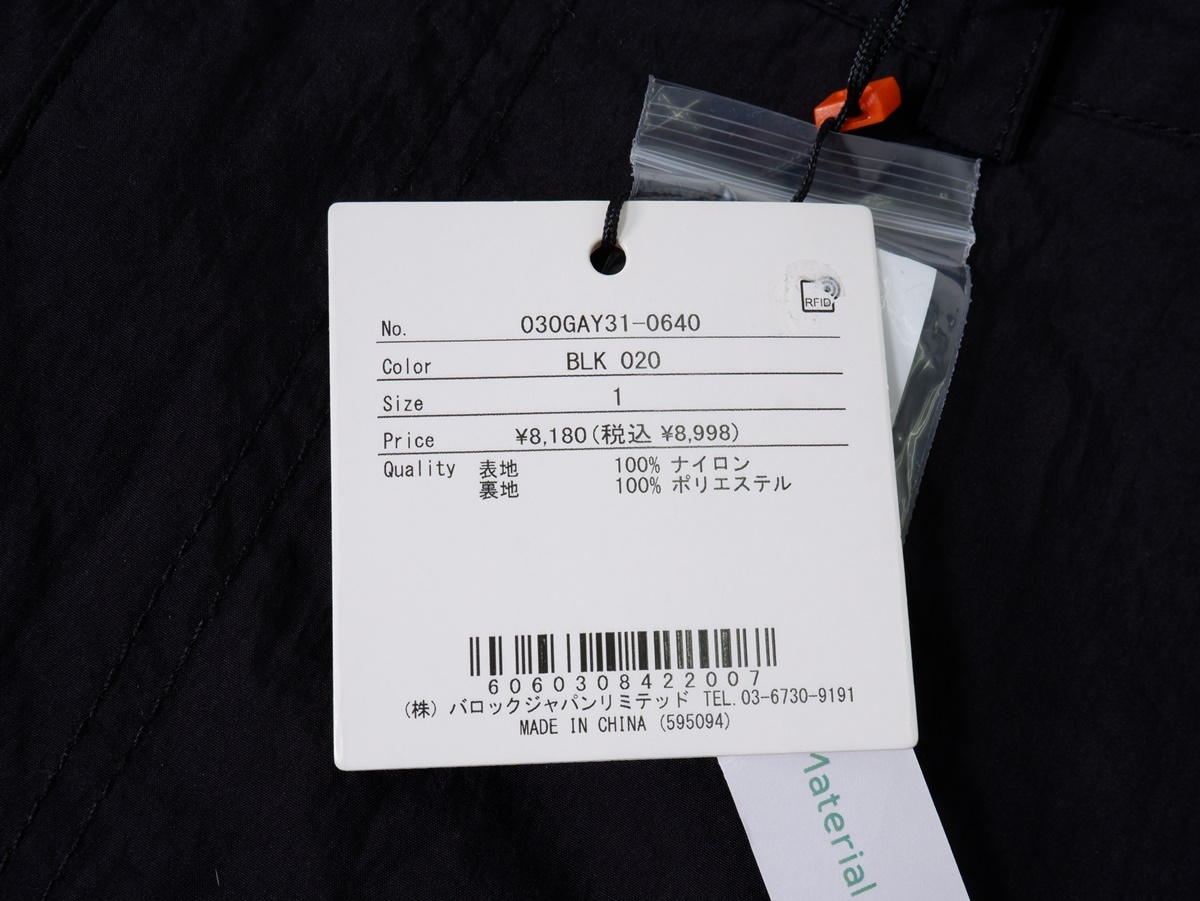 RFID
No. 030GAY31-0640
Color BLK 020
Size 1
Price ¥8,180(税込 ¥8,998)
Quality 表地 100% ナイロン
裏地 100% ポリエステル
6060308422007
(株) バロックジャパンリミテッド TEL.03-6730-9191
MADE IN CHINA (595094)
Material